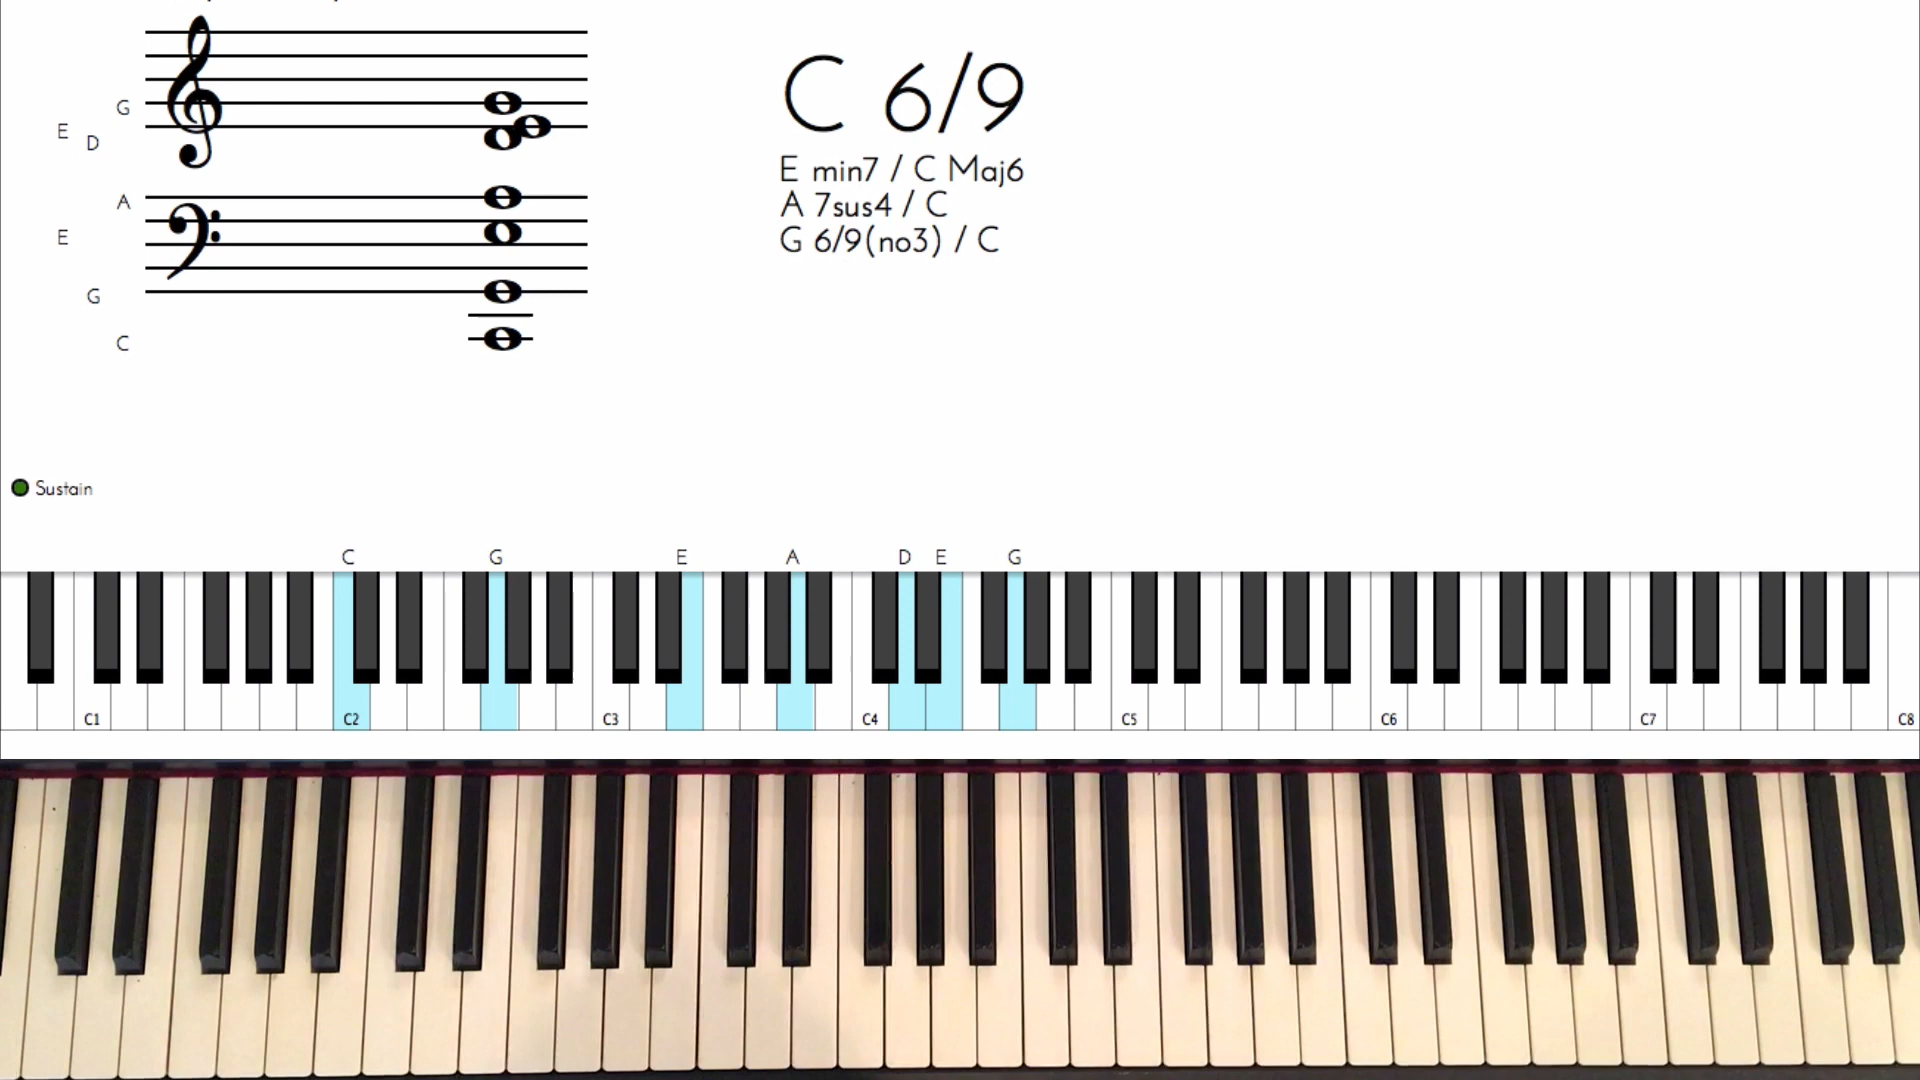 C 6/9
E min7 / C Maj6
A 7sus4 / C
G 6/9(no3) / C
G
E
D
A
E
G
C
Sustain
C G E A D E G
C1 C2 C3 C4 C5 C6 C7 C8